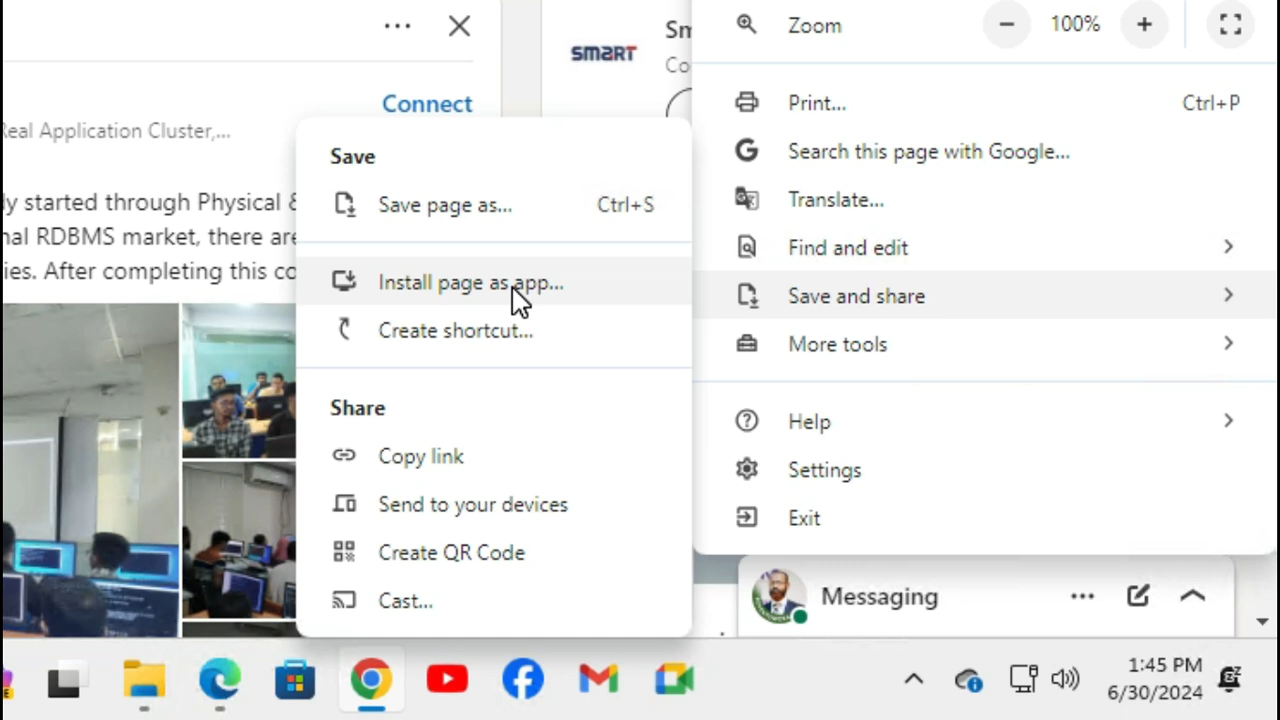 Connect
Real Application Cluster,...
ly started through Physical &
nal RDBMS market, there are
ies. After completing this co
SMART
Sm
Co
Zoom
100%
Print... Ctrl+P
Search this page with Google...
Translate...
Find and edit
Save and share
More tools
Help
Settings
Exit
Save
Save page as... Ctrl+S
Install page as app...
Create shortcut...
Share
Copy link
Send to your devices
Create QR Code
Cast...
Messaging
1:45 PM
6/30/2024